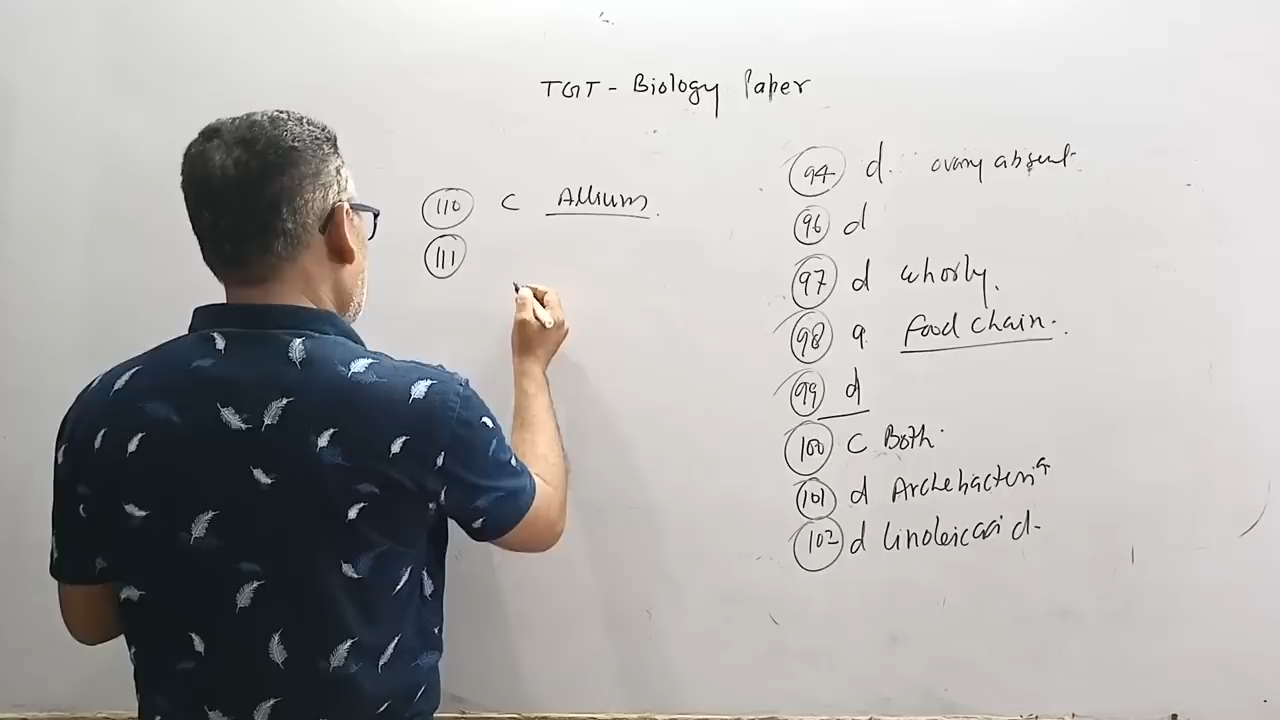 TGT - Biology Paper
110 c Allium.
111
94 d. ovary absent
96 d
97 d whorly.
98 a. Food chain.
99 d
100 c Both
101 d Archebacteria
102 d linoleic acid.